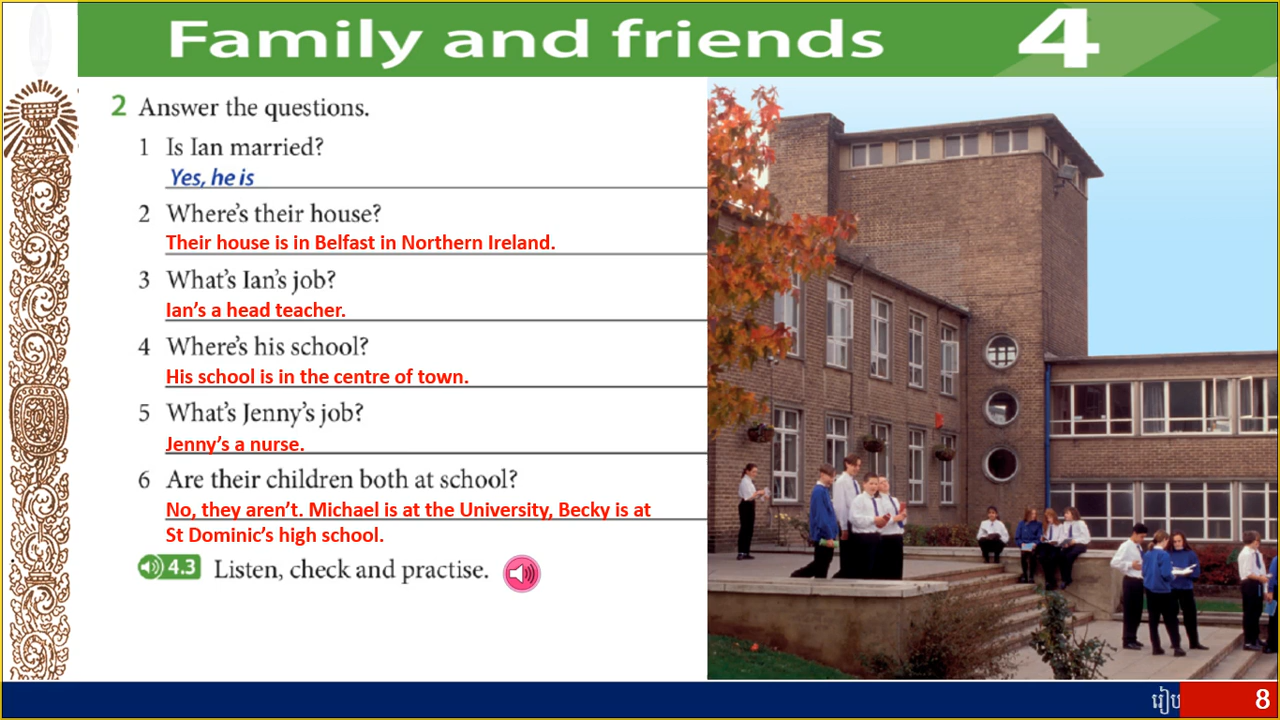 Family and friends 4
2 Answer the questions.
1 Is Ian married?
Yes, he is
2 Where's their house?
Their house is in Belfast in Northern Ireland.
3 What's Ian's job?
Ian's a head teacher.
4 Where's his school?
His school is in the centre of town.
5 What's Jenny's job?
Jenny's a nurse.
6 Are their children both at school?
No, they aren't. Michael is at the University, Becky is at
St Dominic's high school.
4.3 Listen, check and practise.
8